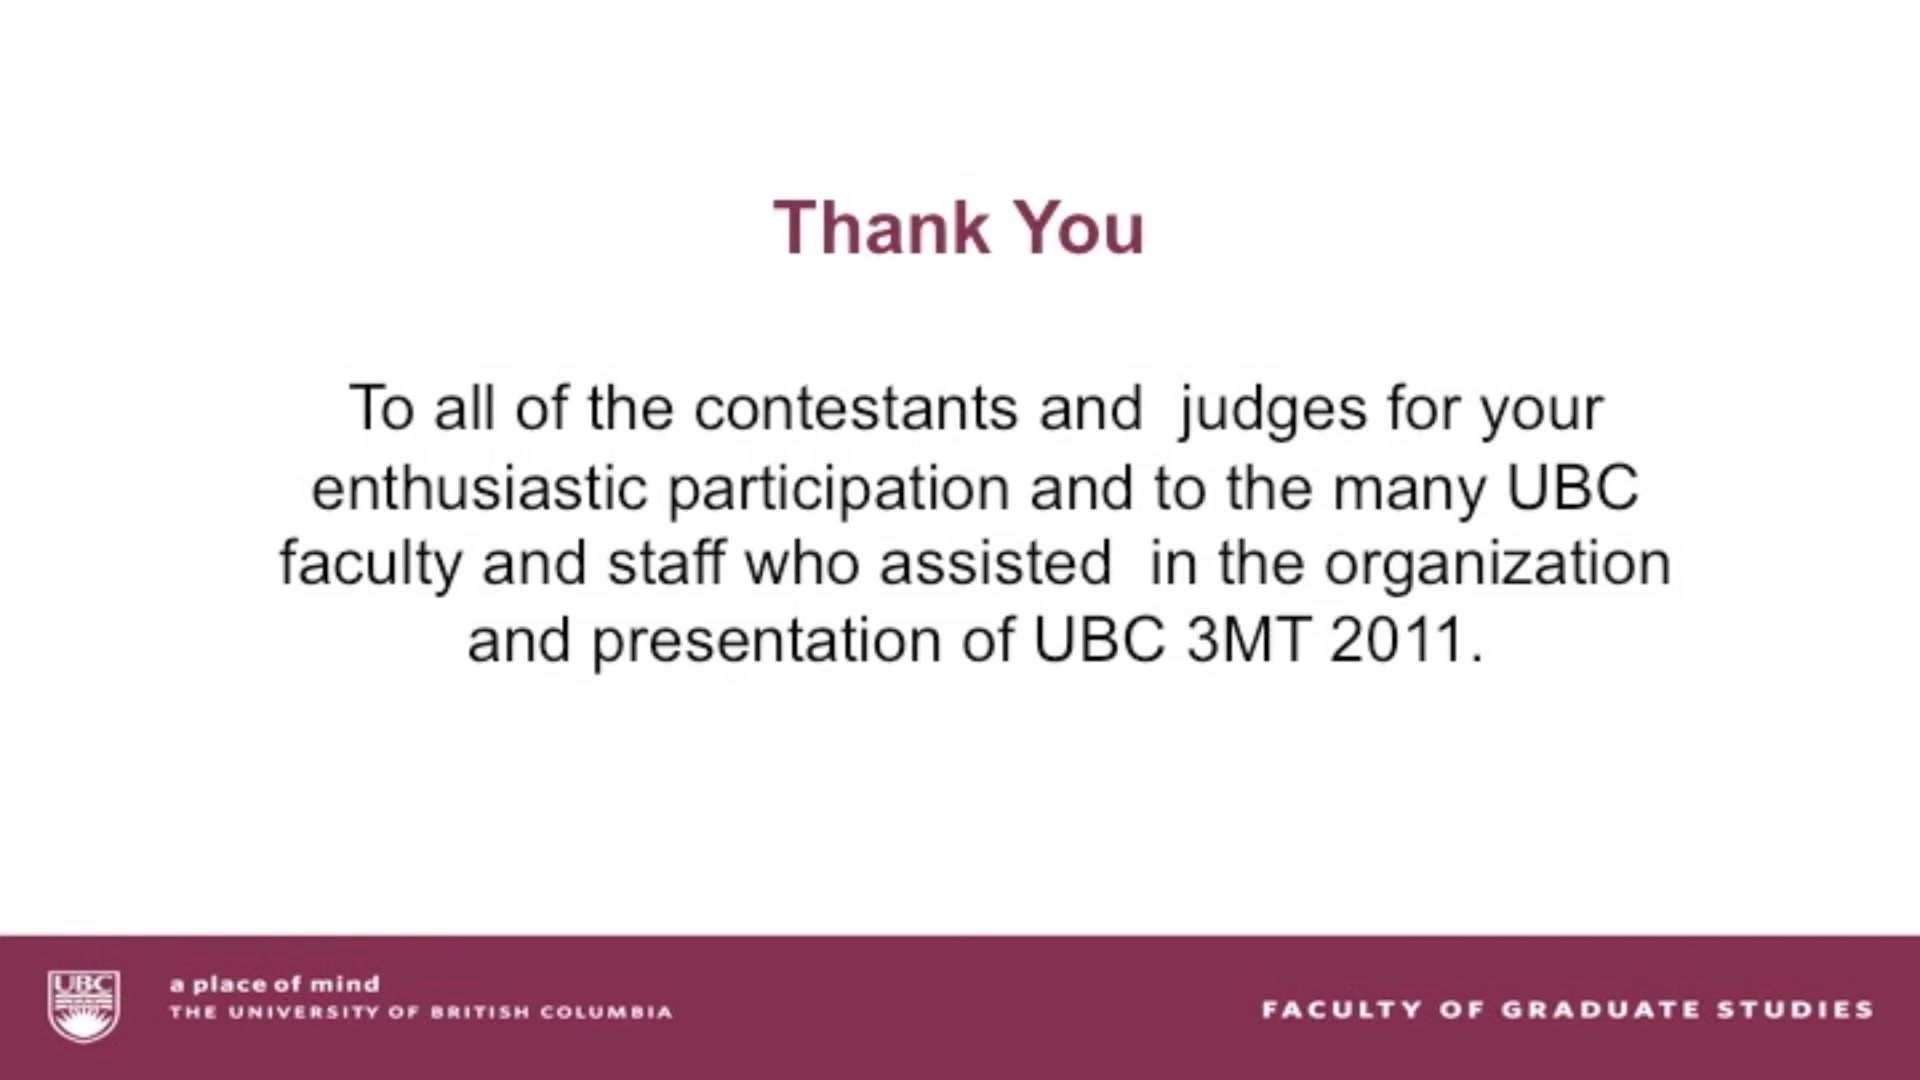 Thank You
To all of the contestants and  judges for your
enthusiastic participation and to the many UBC
faculty and staff who assisted  in the organization
and presentation of UBC 3MT 2011.
UBC
a place of mind
THE UNIVERSITY OF BRITISH COLUMBIA
FACULTY OF GRADUATE STUDIES